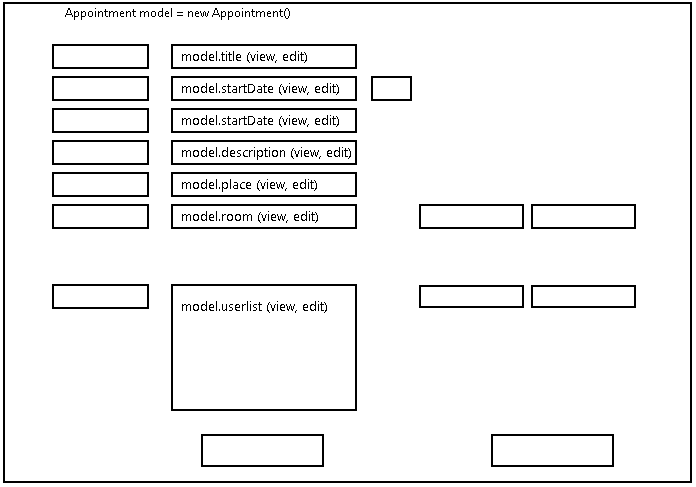 Appointment model = new Appointment()
model.title (view, edit)
model.startDate (view, edit)
model.startDate (view, edit)
model.description (view, edit)
model.place (view, edit)
model.room (view, edit)
model.userlist (view, edit)